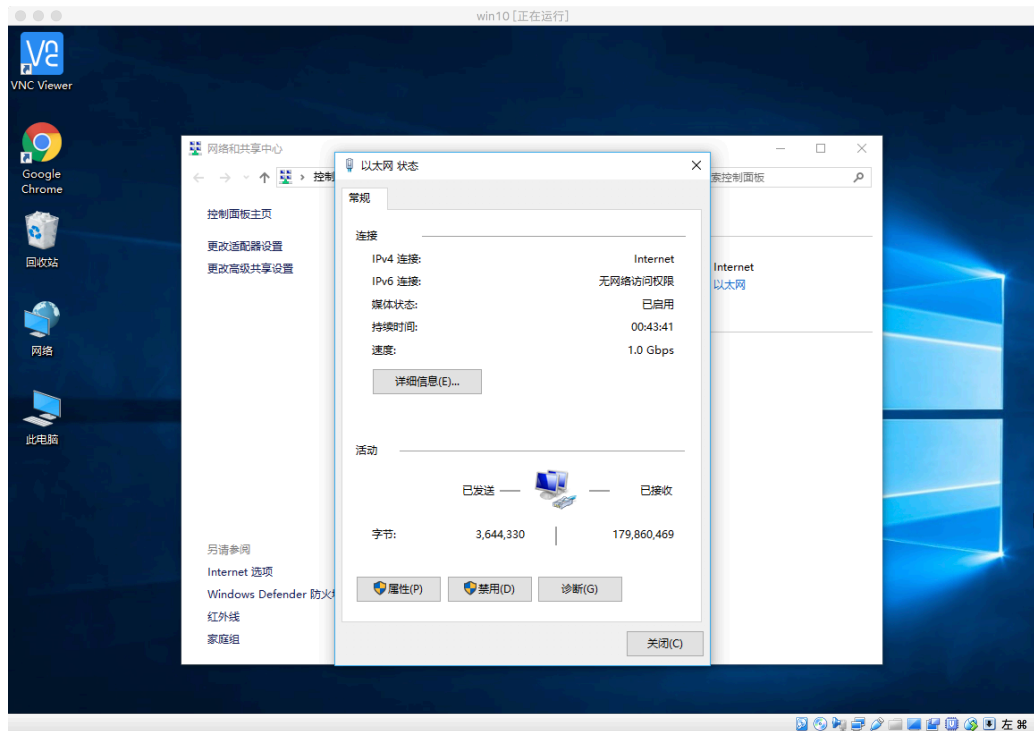 win10 [正在运行]
VNC Viewer
Google
Chrome
回收站
网络
此电脑
网络和共享中心
控制
索控制面板
控制面板主页
更改适配器设置
更改高级共享设置
Internet
以太网
另请参阅
Internet 选项
Windows Defender 防火
红外线
家庭组
以太网 状态
常规
连接
IPv4 连接: Internet
IPv6 连接: 无网络访问权限
媒体状态: 已启用
持续时间: 00:43:41
速度: 1.0 Gbps
详细信息(E)...
活动
已发送 — — 已接收
字节: 3,644,330 179,860,469
属性(P) 禁用(D) 诊断(G)
关闭(C)
左 ⌘